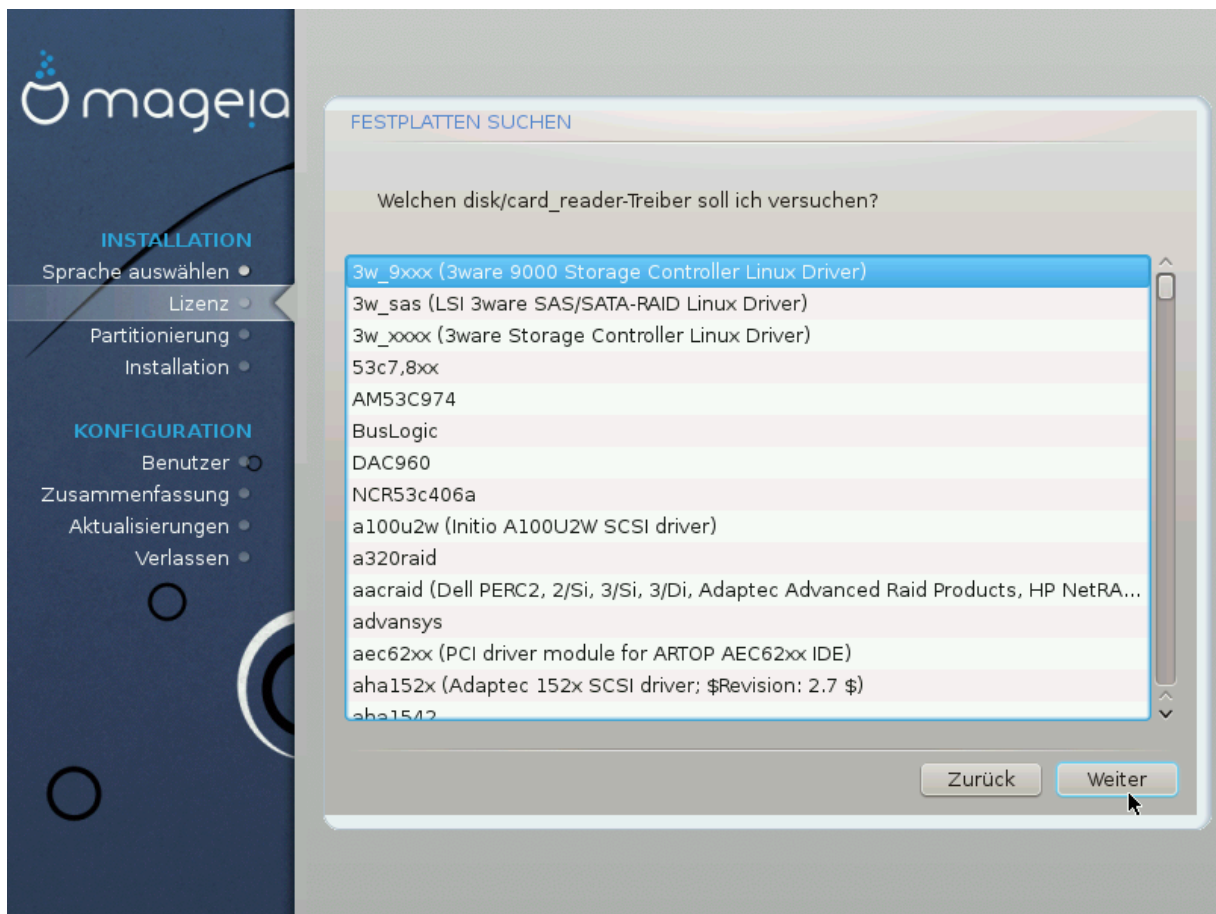 mageia
INSTALLATION
Sprache auswählen
Lizenz
Partitionierung
Installation
KONFIGURATION
Benutzer
Zusammenfassung
Aktualisierungen
Verlassen
FESTPLATTEN SUCHEN
Welchen disk/card_reader-Treiber soll ich versuchen?
3w_9xxx (3ware 9000 Storage Controller Linux Driver)
3w_sas (LSI 3ware SAS/SATA-RAID Linux Driver)
3w_xxxx (3ware Storage Controller Linux Driver)
53c7,8xx
AM53C974
BusLogic
DAC960
NCR53c406a
a100u2w (Initio A100U2W SCSI driver)
a320raid
aacraid (Dell PERC2, 2/Si, 3/Si, 3/Di, Adaptec Advanced Raid Products, HP NetRA...
advansys
aec62xx (PCI driver module for ARTOP AEC62xx IDE)
aha152x (Adaptec 152x SCSI driver; $Revision: 2.7 $)
aha1542
Zurück
Weiter